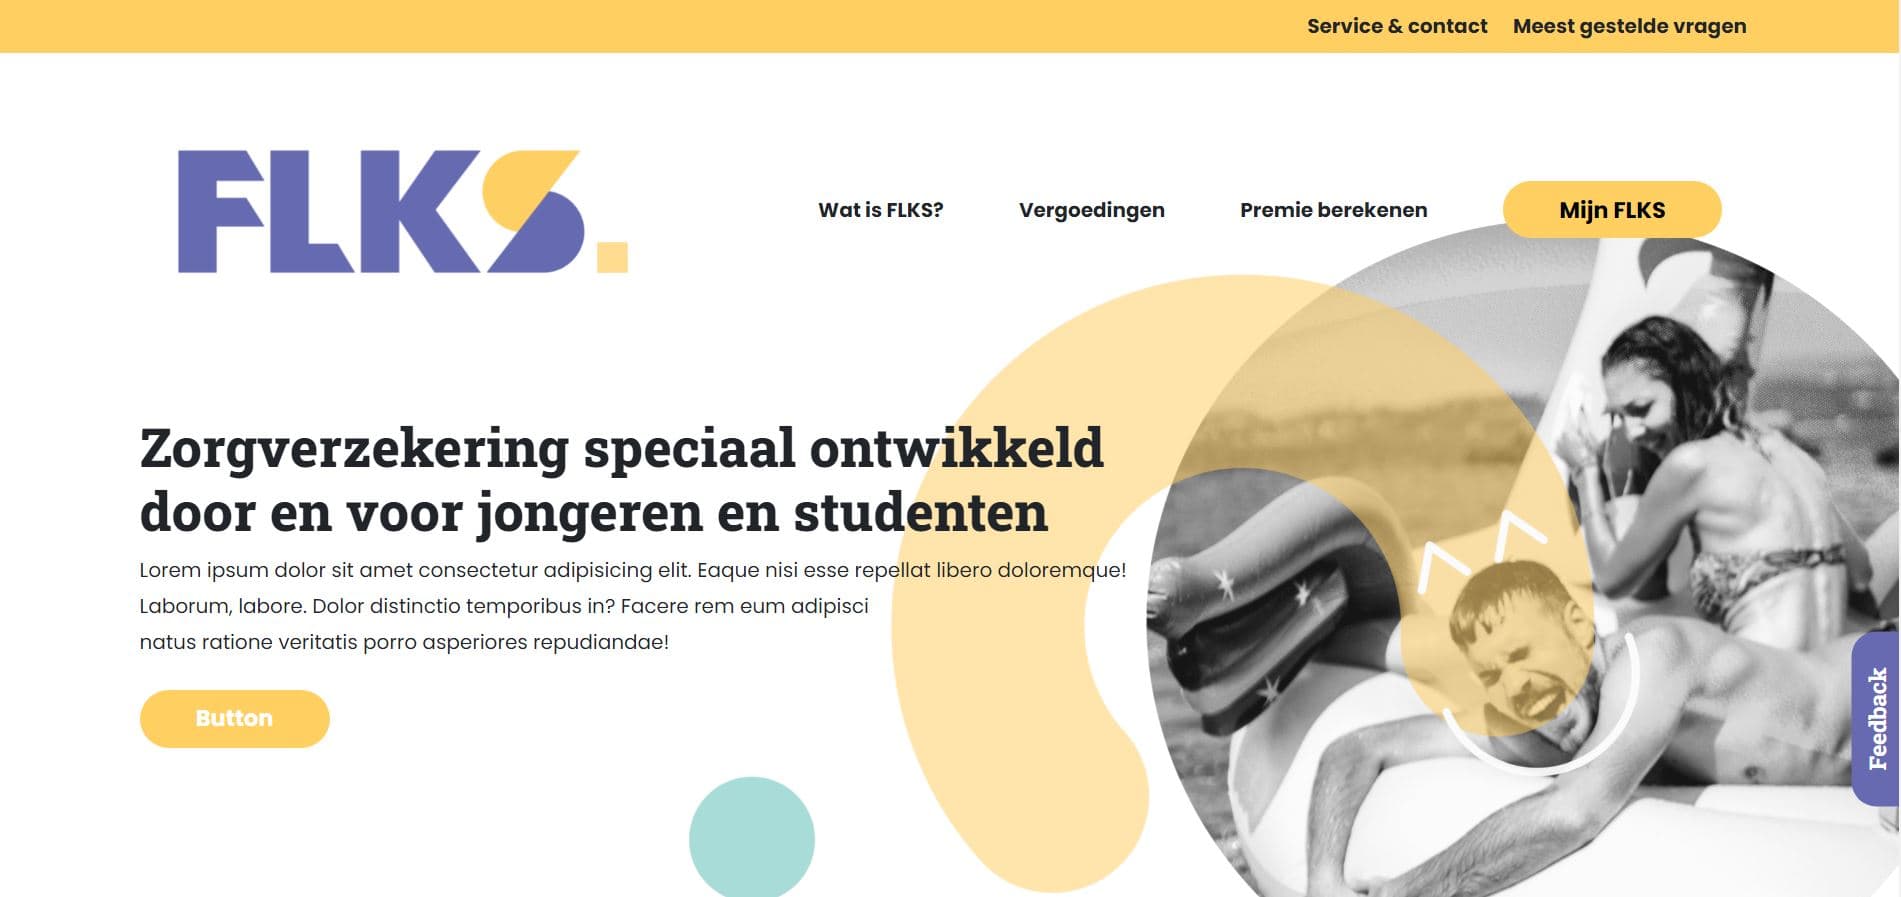 Service & contact Meest gestelde vragen
FLKS.
Wat is FLKS? Vergoedingen Premie berekenen Mijn FLKS
Zorgverzekering speciaal ontwikkeld
door en voor jongeren en studenten
Lorem ipsum dolor sit amet consectetur adipisicing elit. Eaque nisi esse repellat libero doloremque!
Laborum, labore. Dolor distinctio temporibus in? Facere rem eum adipisci
natus ratione veritatis porro asperiores repudiandae!
Button
Feedback